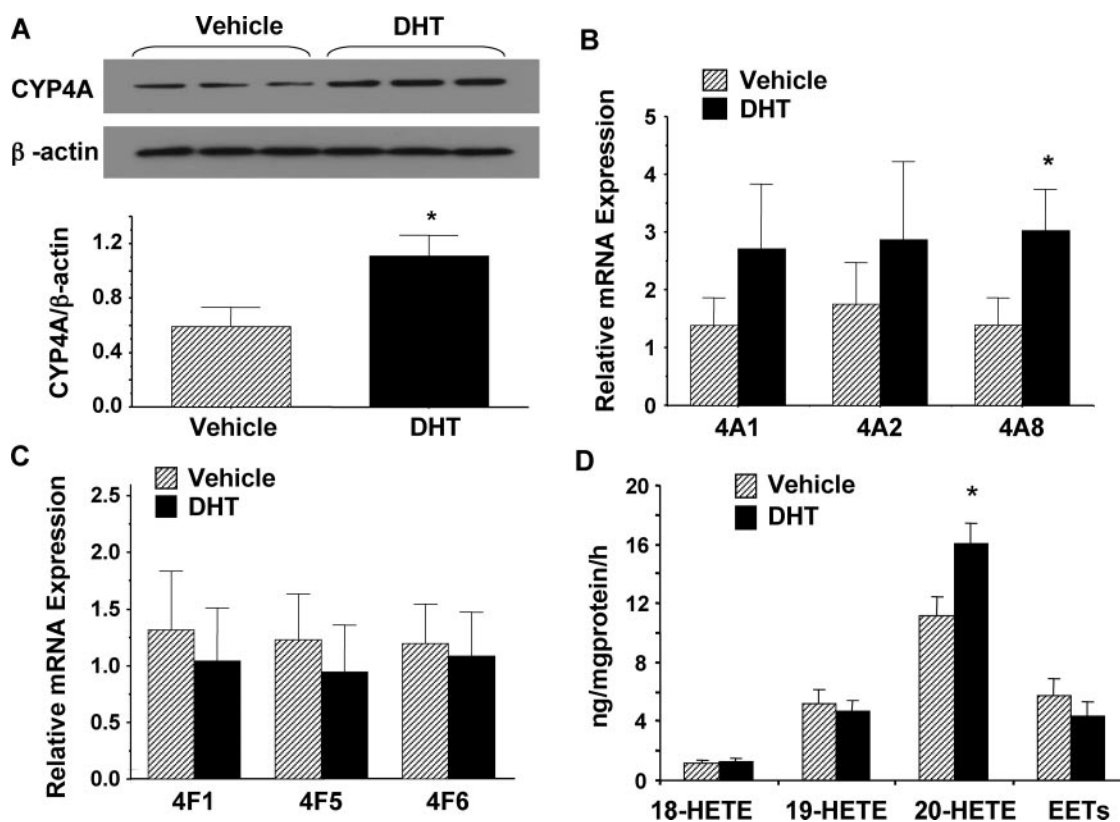 A
Vehicle DHT
CYP4A
β -actin
*
CYP4A/β-actin
1.2
0.8
0.4
0.0
Vehicle DHT
B
Vehicle
DHT
Relative mRNA Expression
5
4
3
2
1
0
*
4A1 4A2 4A8
C
Vehicle
DHT
Relative mRNA Expression
2.5
2.0
1.5
1.0
0.5
0.0
4F1 4F5 4F6
D
Vehicle
DHT
ng/mgprotein/h
20
16
12
8
4
0
*
18-HETE 19-HETE 20-HETE EETs